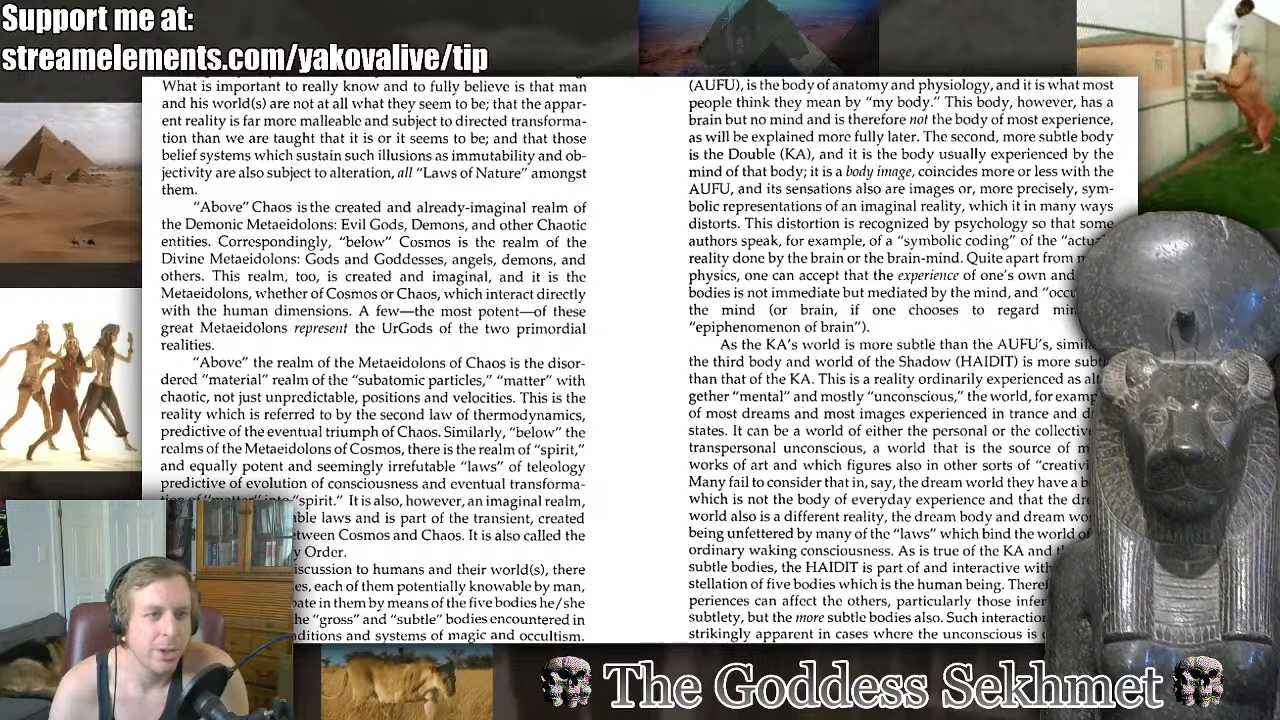 Support me at:
streamelements.com/yakovalive/tip
What is important to really know and to fully believe is that man
and his world(s) are not at all what they seem to be; that the appar-
ent reality is far more malleable and subject to directed transforma-
tion than we are taught that it is or it seems to be; and that those
belief systems which sustain such illusions as immutability and ob-
jectivity are also subject to alteration, all “Laws of Nature” amongst
them.
“Above” Chaos is the created and already-imaginal realm of
the Demonic Metaeidolons: Evil Gods, Demons, and other Chaotic
entities. Correspondingly, “below” Cosmos is the realm of the
Divine Metaeidolons: Gods and Goddesses, angels, demons, and
others. This realm, too, is created and imaginal, and it is the
Metaeidolons, whether of Cosmos or Chaos, which interact directly
with the human dimensions. A few—the most potent—of these
great Metaeidolons represent the UrGods of the two primordial
realities.
“Above” the realm of the Metaeidolons of Chaos is the disor-
dered “material” realm of the “subatomic particles,” “matter” with
chaotic, not just unpredictable, positions and velocities. This is the
reality which is referred to by the second law of thermodynamics,
predictive of the eventual triumph of Chaos. Similarly, “below” the
realms of the Metaeidolons of Cosmos, there is the realm of “spirit,”
and equally potent and seemingly irrefutable “laws” of teleology
predictive of evolution of consciousness and eventual transforma-
“spirit.” It is also, however, an imaginal realm,
able laws and is part of the transient, created
etween Cosmos and Chaos. It is also called the
y Order.
iscussion to humans and their world(s), there
es, each of them potentially knowable by man,
pate in them by means of the five bodies he/she
he “gross” and “subtle” bodies encountered in
aditions and systems of magic and occultism.
(AUFU), is the body of anatomy and physiology, and it is what most
people think they mean by “my body.” This body, however, has a
brain but no mind and is therefore not the body of most experience,
as will be explained more fully later. The second, more subtle body
is the Double (KA), and it is the body usually experienced by the
mind of that body; it is a body image, coincides more or less with the
AUFU, and its sensations also are images or, more precisely, sym-
bolic representations of an imaginal reality, which it in many ways
distorts. This distortion is recognized by psychology so that some
authors speak, for example, of a “symbolic coding” of the “actu
reality done by the brain or the brain-mind. Quite apart from m
physics, one can accept that the experience of one’s own and
bodies is not immediate but mediated by the mind, and “occu
the mind (or brain, if one chooses to regard min
“epiphenomenon of brain”).
As the KA’s world is more subtle than the AUFU’s, simila
the third body and world of the Shadow (HAIDIT) is more subt
than that of the KA. This is a reality ordinarily experienced as alt
gether “mental” and mostly “unconscious,” the world, for examp
of most dreams and most images experienced in trance and d
states. It can be a world of either the personal or the collective
transpersonal unconscious, a world that is the source of m
works of art and which figures also in other sorts of “creativi
Many fail to consider that in, say, the dream world they have a b
which is not the body of everyday experience and that the dre
world also is a different reality, the dream body and dream wo
being unfettered by many of the “laws” which bind the world of
ordinary waking consciousness. As is true of the KA and
subtle bodies, the HAIDIT is part of and interactive with
stellation of five bodies which is the human being. Theref
periences can affect the others, particularly those infer
subtlety, but the more subtle bodies also. Such interaction
strikingly apparent in cases where the unconscious is
The Goddess Sekhmet